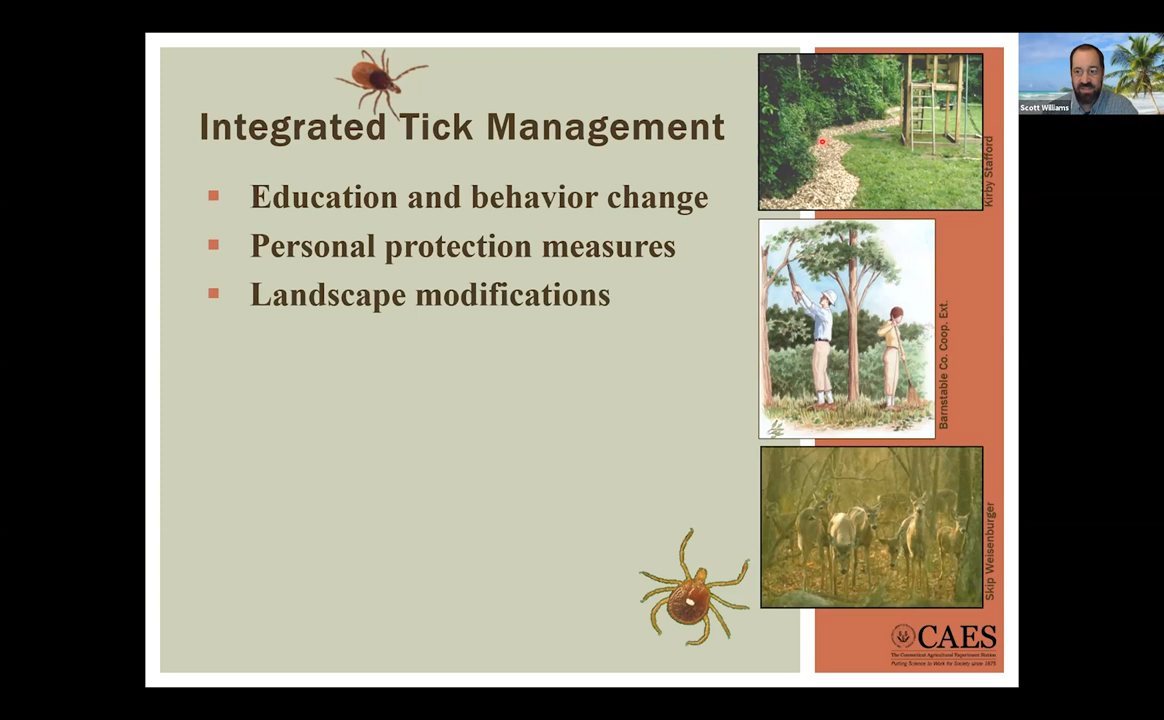 Integrated Tick Management
Education and behavior change
Personal protection measures
Landscape modifications
Kirby Stafford
Barnstable Co. Coop. Ext.
Skip Weisenburger
CAES
The Connecticut Agricultural Experiment Station
Putting Science to Work for Society since 1875
Scott Williams